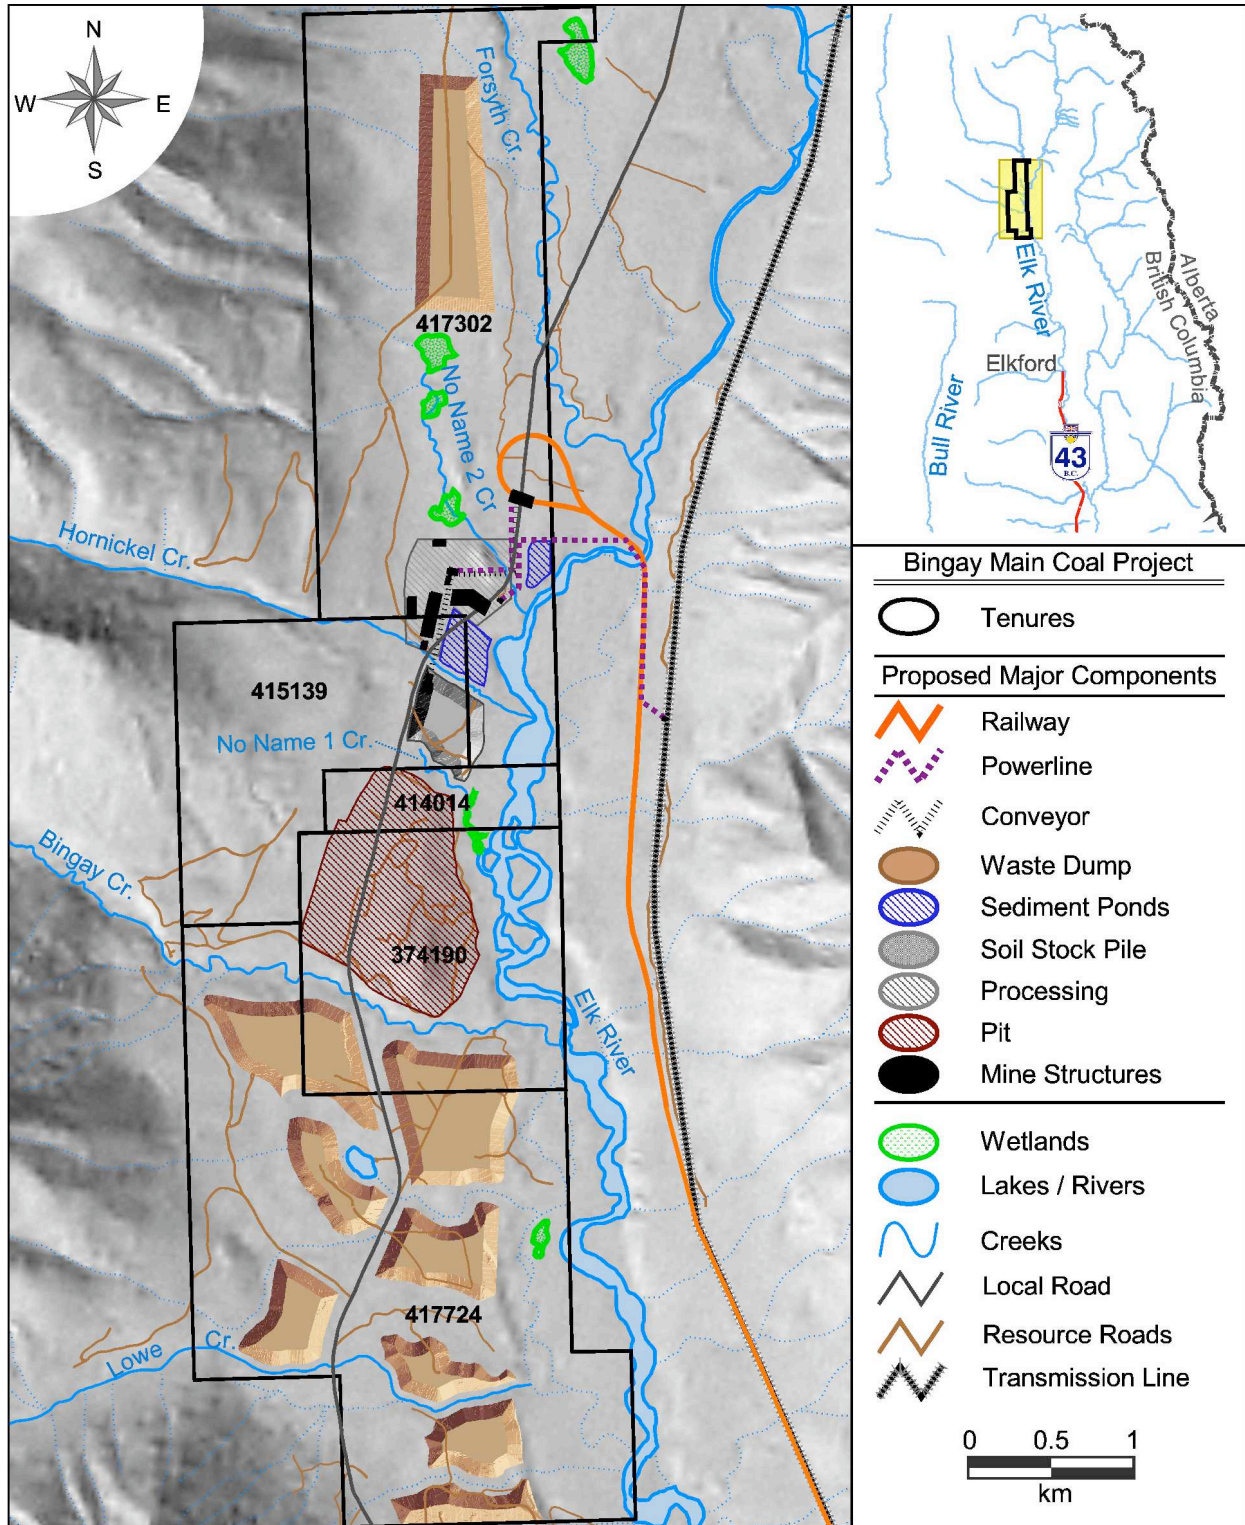 N
W
E
S
Forsyth Cr.
417302
No Name 2 Cr
Hornickel Cr.
415139
No Name 1 Cr.
414014
Bingay Cr.
374190
Elk River
417724
Lowe Cr.
Alberta
British Columbia
Elk River
Elkford
Bull River
43
B.C.
Bingay Main Coal Project
Tenures
Proposed Major Components
Railway
Powerline
Conveyor
Waste Dump
Sediment Ponds
Soil Stock Pile
Processing
Pit
Mine Structures
Wetlands
Lakes / Rivers
Creeks
Local Road
Resource Roads
Transmission Line
0 0.5 1
km